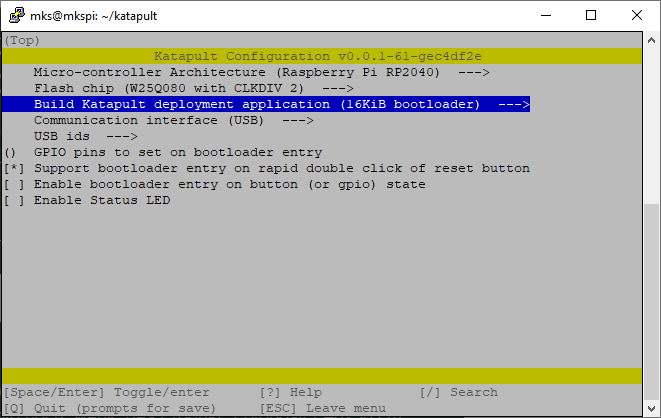 mks@mkspi: ~/katapult
(Top)
Katapult Configuration v0.0.1-61-gec4df2e
Micro-controller Architecture (Raspberry Pi RP2040)  --->
Flash chip (W25Q080 with CLKDIV 2)  --->
Build Katapult deployment application (16KiB bootloader)  --->
Communication interface (USB)  --->
USB ids  --->
()  GPIO pins to set on bootloader entry
[*] Support bootloader entry on rapid double click of reset button
[ ] Enable bootloader entry on button (or gpio) state
[ ] Enable Status LED
[Space/Enter] Toggle/enter      [?] Help            [/] Search
[Q] Quit (prompts for save)     [ESC] Leave menu